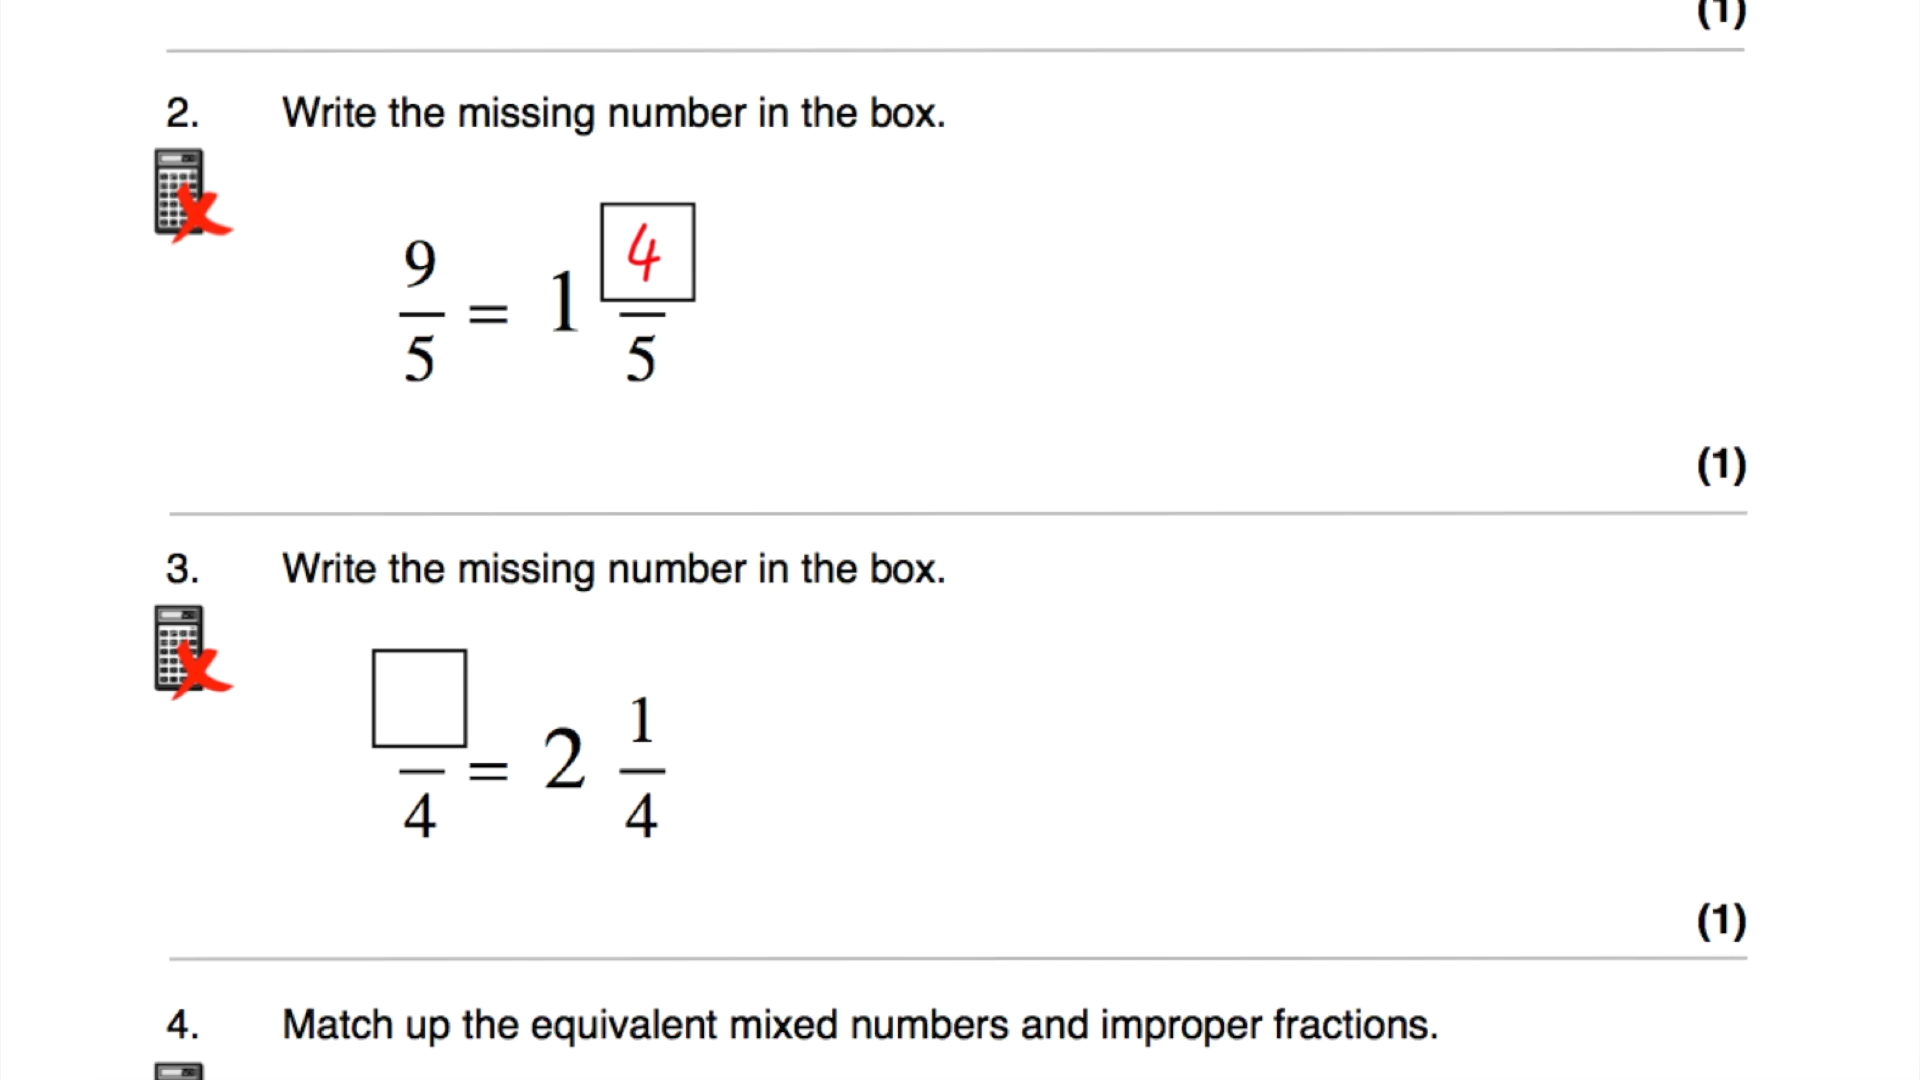 (1)
2. Write the missing number in the box.
9/5 = 1 4/5
(1)
3. Write the missing number in the box.
/4 = 2 1/4
(1)
4. Match up the equivalent mixed numbers and improper fractions.